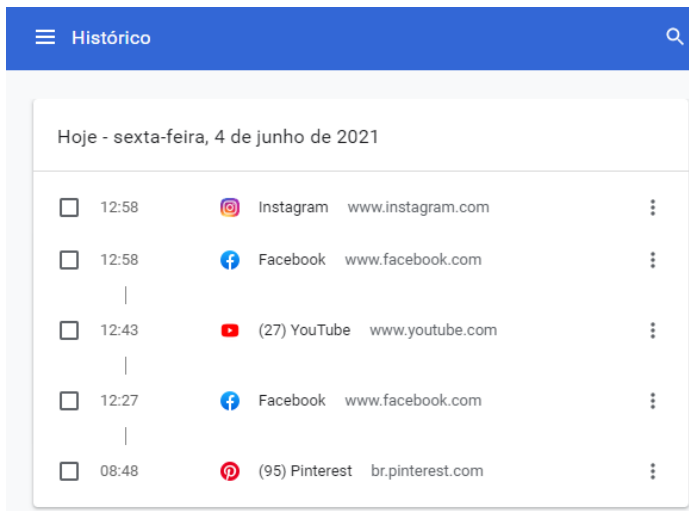 Histórico
Hoje - sexta-feira, 4 de junho de 2021
12:58 Instagram www.instagram.com
12:58 Facebook www.facebook.com
12:43 (27) YouTube www.youtube.com
12:27 Facebook www.facebook.com
08:48 (95) Pinterest br.pinterest.com